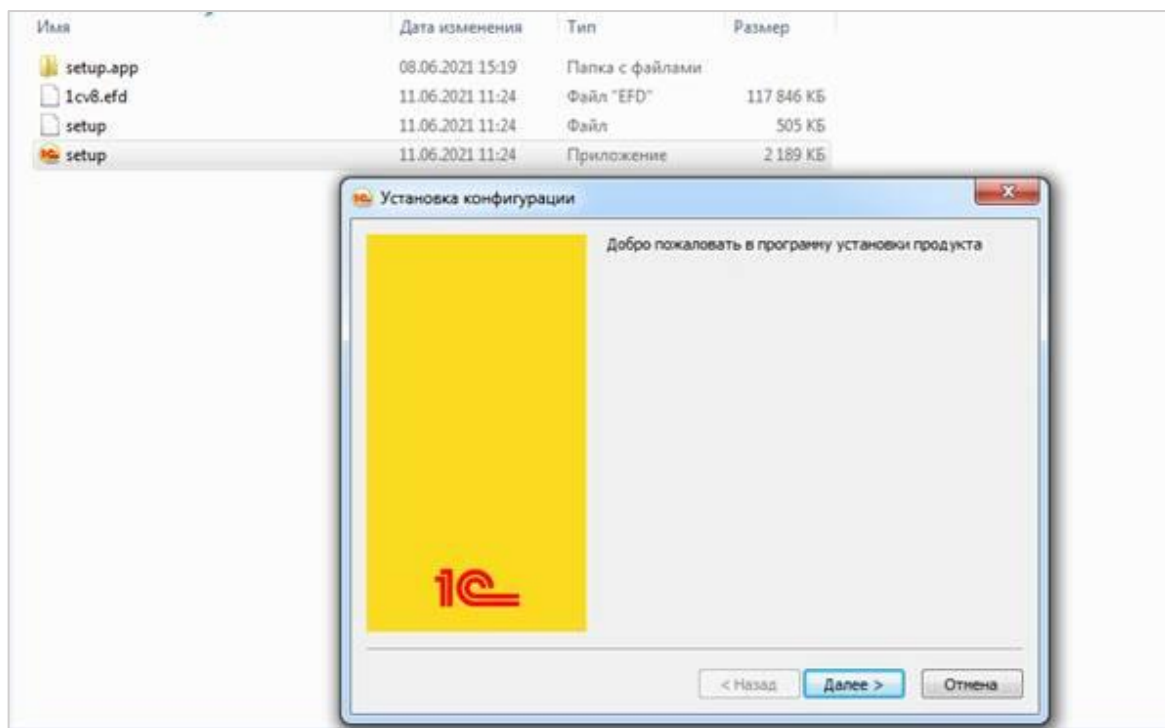 Имя Дата изменения Тип Размер
setup.app 08.06.2021 15:19 Папка с файлами
1cv8.efd 11.06.2021 11:24 Файл "EFD" 117 846 КБ
setup 11.06.2021 11:24 Файл 505 КБ
setup 11.06.2021 11:24 Приложение 2 189 КБ
Установка конфигурации
Добро пожаловать в программу установки продукта
1С
< Назад Далее > Отмена